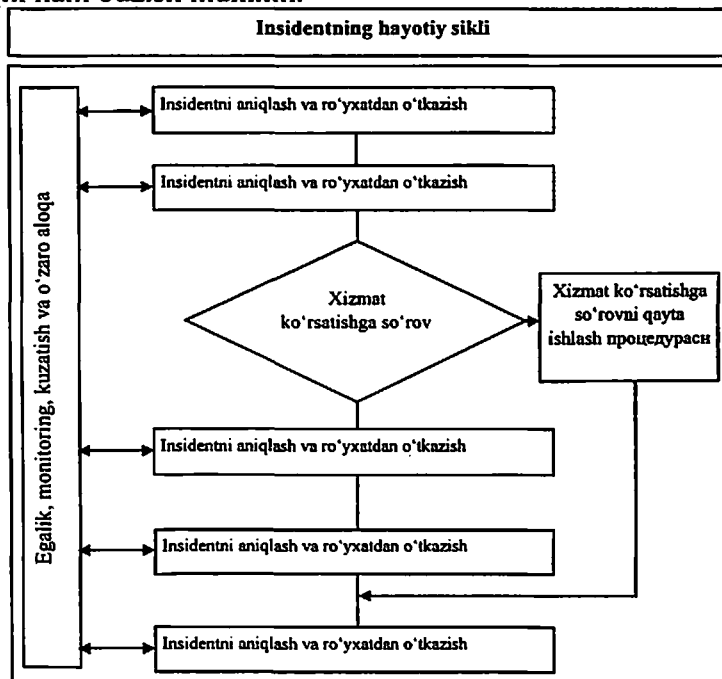 Insidentning hayotiy sikli
Egalik, monitoring, kuzatish va o‘zaro aloqa
Insidentni aniqlash va ro‘yxatdan o‘tkazish
Insidentni aniqlash va ro‘yxatdan o‘tkazish
Xizmat
ko‘rsatishga so‘rov
Xizmat ko‘rsatishga
so‘rovni qayta
ishlash процедураси
Insidentni aniqlash va ro‘yxatdan o‘tkazish
Insidentni aniqlash va ro‘yxatdan o‘tkazish
Insidentni aniqlash va ro‘yxatdan o‘tkazish